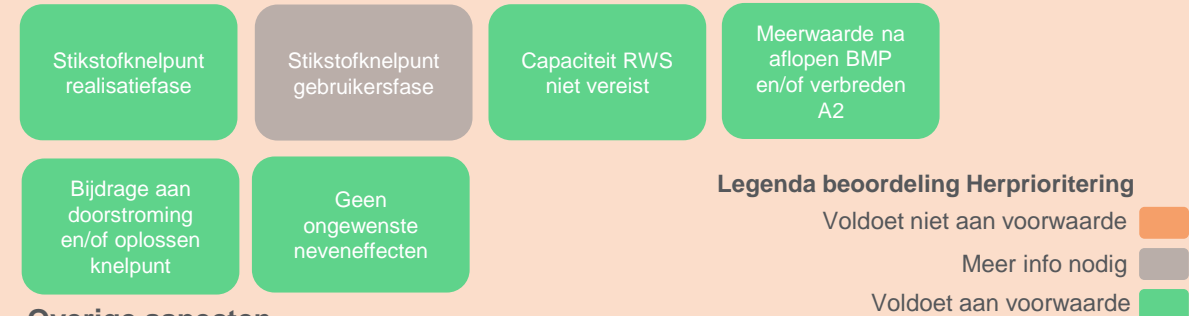 Stikstofknelpunt
realisatiefase
Stikstofknelpunt
gebruikersfase
Capaciteit RWS
niet vereist
Meerwaarde na
aflopen BMP
en/of verbreden
A2
Bijdrage aan
doorstroming
en/of oplossen
knelpunt
Geen
ongewenste
neveneffecten
Legenda beoordeling Herprioritering
Voldoet niet aan voorwaarde
Meer info nodig
Voldoet aan voorwaarde
Overige aspecten